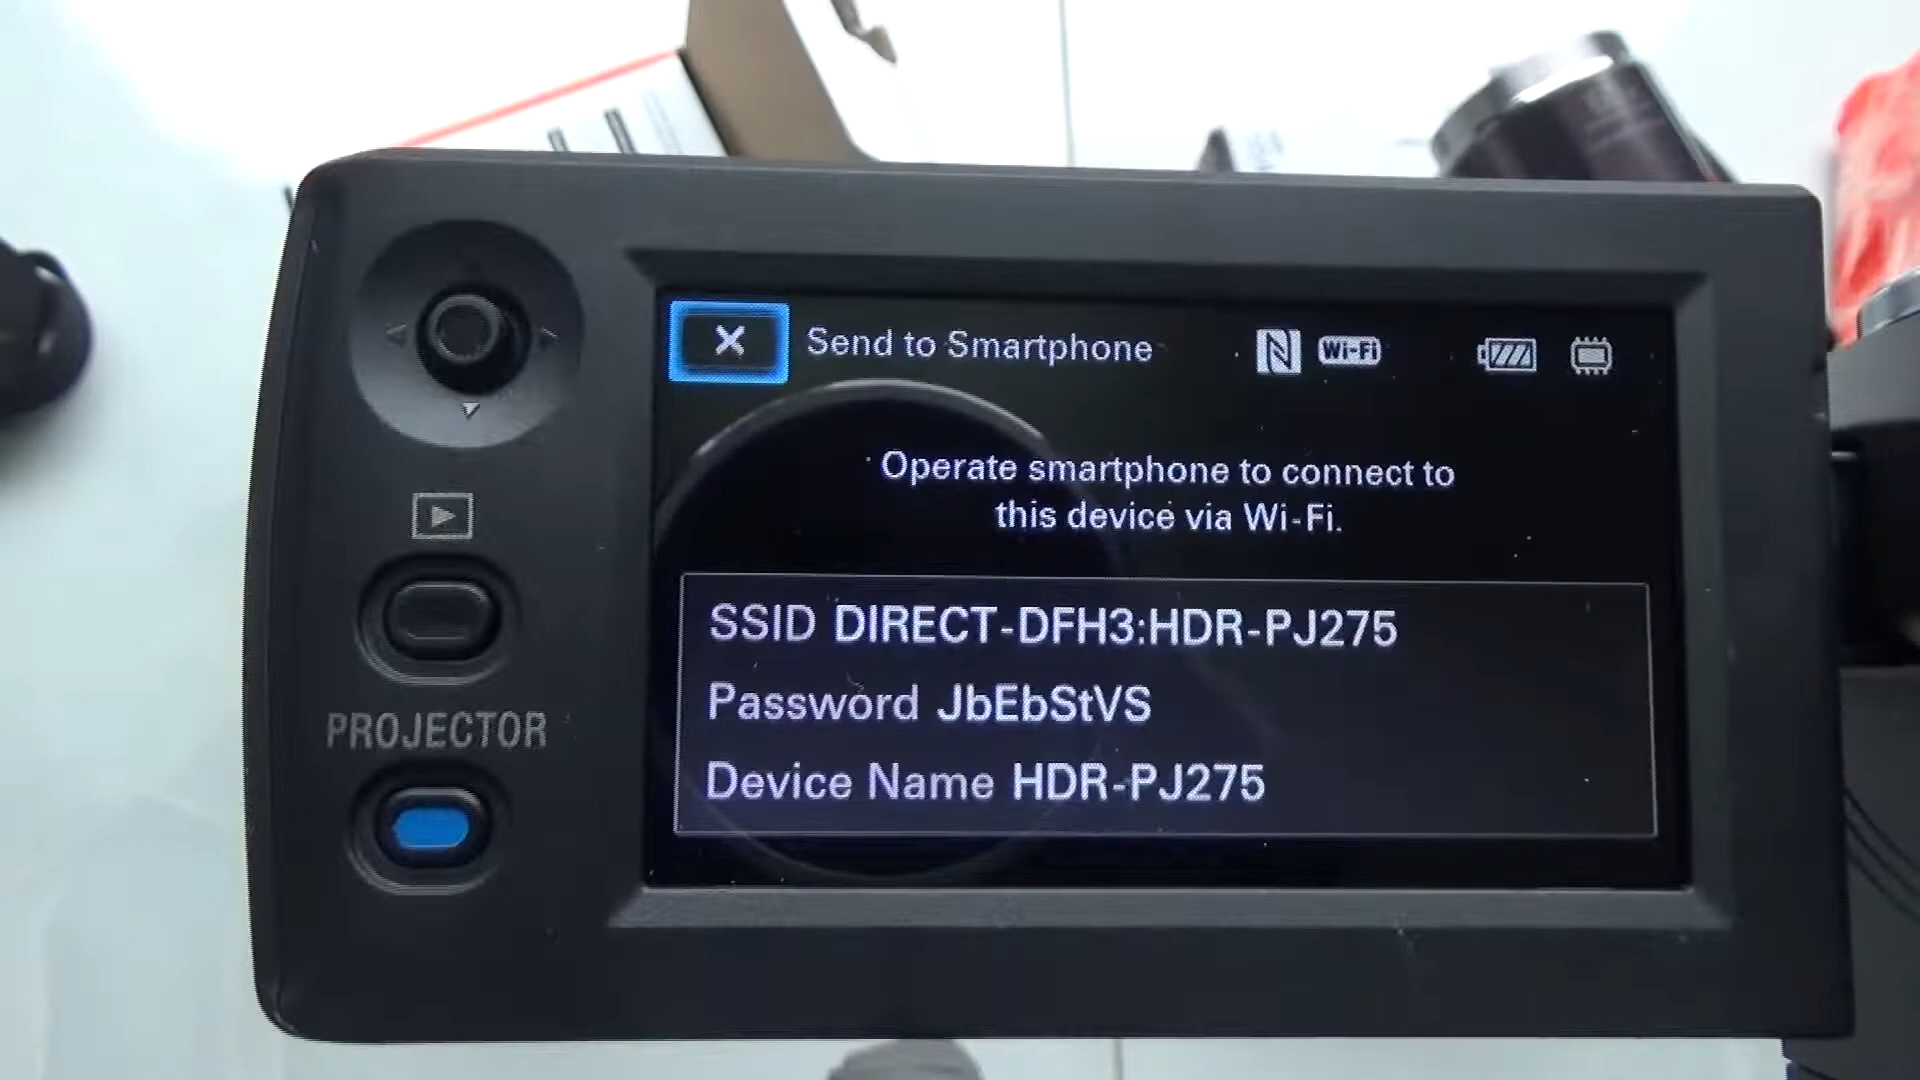 Send to Smartphone
Wi-Fi
Operate smartphone to connect to
this device via Wi-Fi.
SSID DIRECT-DFH3:HDR-PJ275
Password JbEbStVS
Device Name HDR-PJ275
PROJECTOR